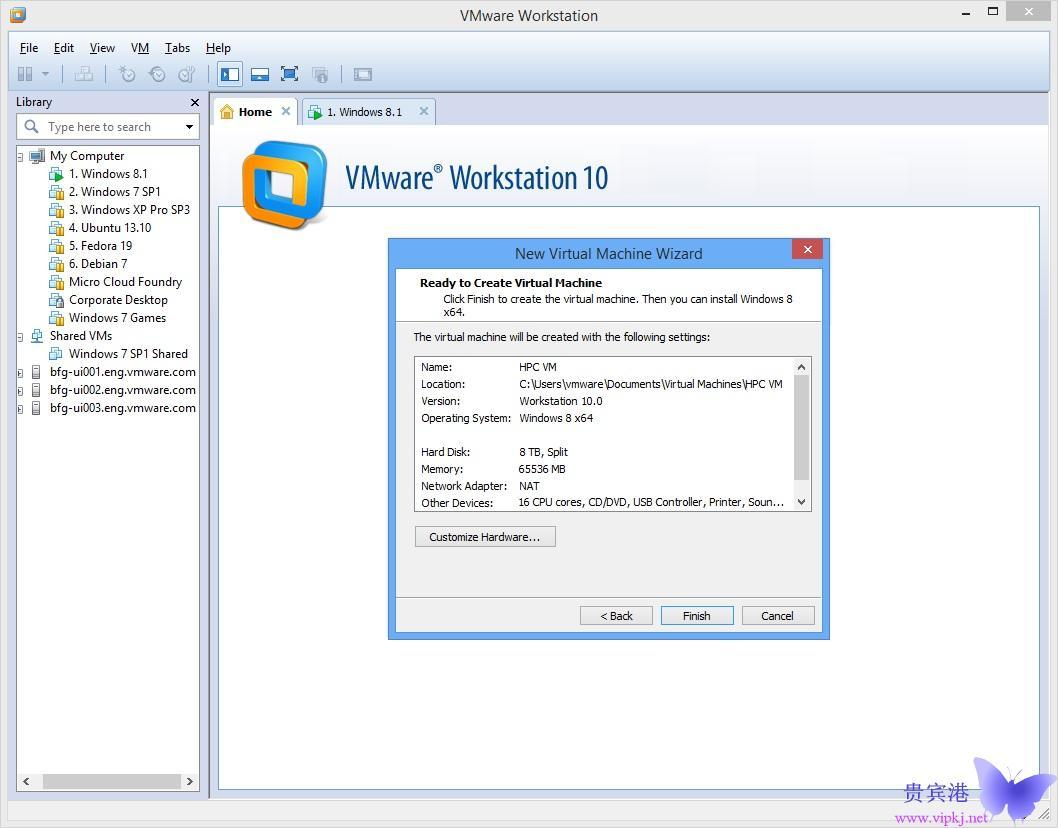 VMware Workstation
File Edit View VM Tabs Help
Library
Type here to search
My Computer
1. Windows 8.1
2. Windows 7 SP1
3. Windows XP Pro SP3
4. Ubuntu 13.10
5. Fedora 19
6. Debian 7
Micro Cloud Foundry
Corporate Desktop
Windows 7 Games
Shared VMs
Windows 7 SP1 Shared
bfg-ui001.eng.vmware.com
bfg-ui002.eng.vmware.com
bfg-ui003.eng.vmware.com
Home 1. Windows 8.1
VMware® Workstation 10
New Virtual Machine Wizard
Ready to Create Virtual Machine
Click Finish to create the virtual machine. Then you can install Windows 8
x64.
The virtual machine will be created with the following settings:
Name: HPC VM
Location: C:\Users\vmware\Documents\Virtual Machines\HPC VM
Version: Workstation 10.0
Operating System: Windows 8 x64
Hard Disk: 8 TB, Split
Memory: 65536 MB
Network Adapter: NAT
Other Devices: 16 CPU cores, CD/DVD, USB Controller, Printer, Soun...
Customize Hardware...
< Back Finish Cancel
贵宾港
www.vipkj.net